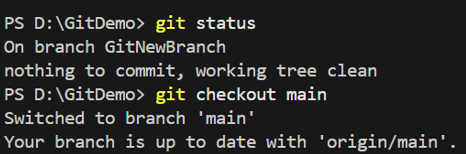 PS D:\GitDemo> git status
On branch GitNewBranch
nothing to commit, working tree clean
PS D:\GitDemo> git checkout main
Switched to branch 'main'
Your branch is up to date with 'origin/main'.